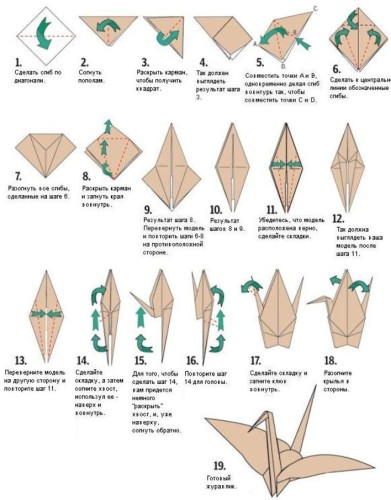 1.
Сделать сгиб по
диагонали.
2.
Согнуть
пополам.
3.
Раскрыть карман,
чтобы получить
квадрат.
4.
Так должен
выглядеть
результат шага
3.
A
B
C.
D.
5.
Совместить точки А и В,
одновременно делая сгиб
вовнутрь так, чтобы
совместить точки С и D.
6.
Сделать к центральной
линии обозначенные
сгибы.
7.
Разогнуть все сгибы,
сделанные на шаге 6.
8.
Раскрыть карман
и загнуть края
вовнутрь.
9.
Результат шага 8.
Перевернуть модель
и повторить шаги 6-8
на противоположной
стороне.
10.
Результат
шагов 8 и 9.
11.
Убедитесь, что модель
расположена верно,
сделайте складки.
12.
Так должна
выглядеть ваша
модель после
шага 11.
13.
Переверните модель
на другую сторону и
повторите шаг 11.
14.
Сделайте
складку, а затем
согните хвост,
используя ее -
наверх и
вовнутрь.
15.
Для того, чтобы
сделать шаг 14,
вам придется
немного
"раскрыть"
хвост, и, уже
наверху,
согнуть обратно.
16.
Повторите шаг
14 для головы.
17.
Сделайте складку и
загните клюв
вовнутрь.
18.
Разогните
крылья в
стороны.
19.
Готовый
журавлик.